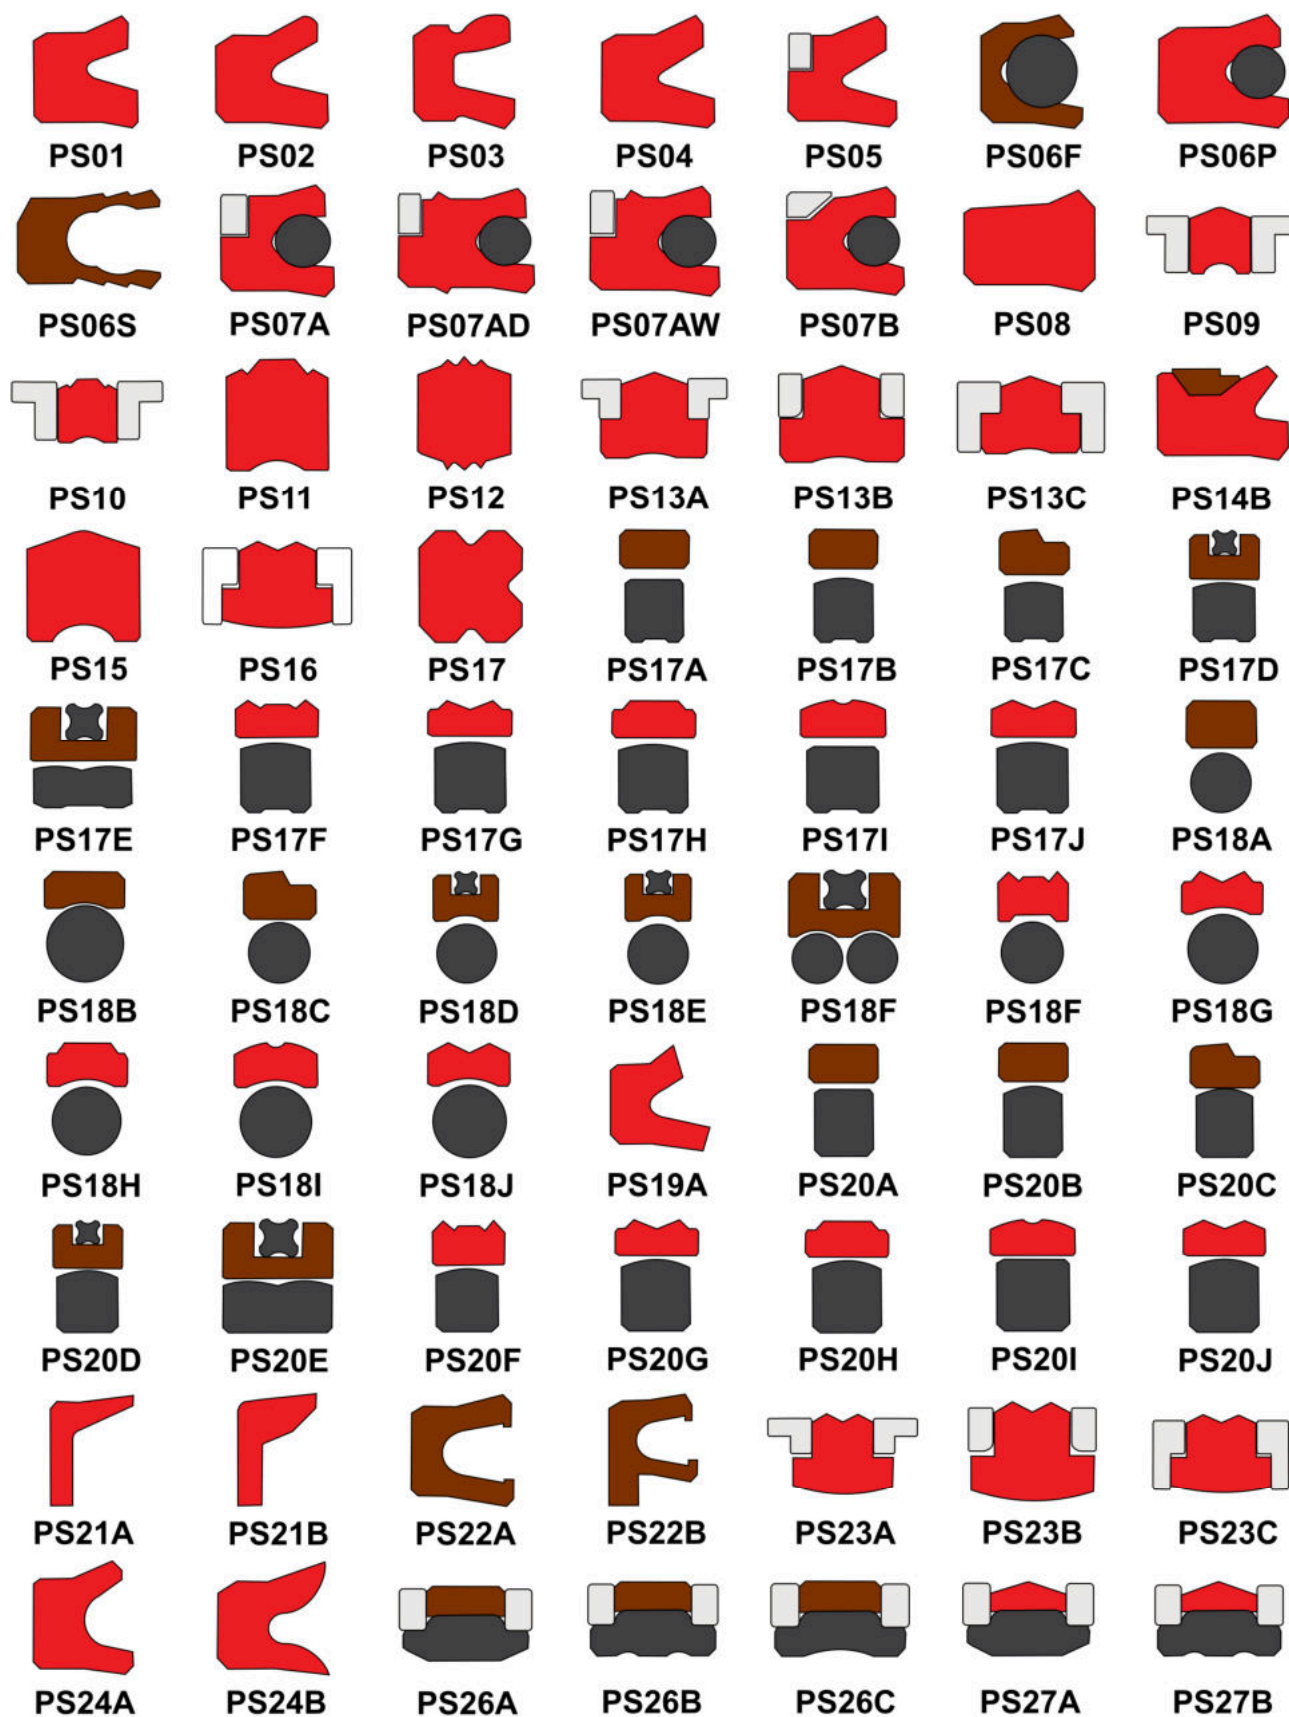 PS01 PS02 PS03 PS04 PS05 PS06F PS06P
PS06S PS07A PS07AD PS07AW PS07B PS08 PS09
PS10 PS11 PS12 PS13A PS13B PS13C PS14B
PS15 PS16 PS17 PS17A PS17B PS17C PS17D
PS17E PS17F PS17G PS17H PS17I PS17J PS18A
PS18B PS18C PS18D PS18E PS18F PS18F PS18G
PS18H PS18I PS18J PS19A PS20A PS20B PS20C
PS20D PS20E PS20F PS20G PS20H PS20I PS20J
PS21A PS21B PS22A PS22B PS23A PS23B PS23C
PS24A PS24B PS26A PS26B PS26C PS27A PS27B